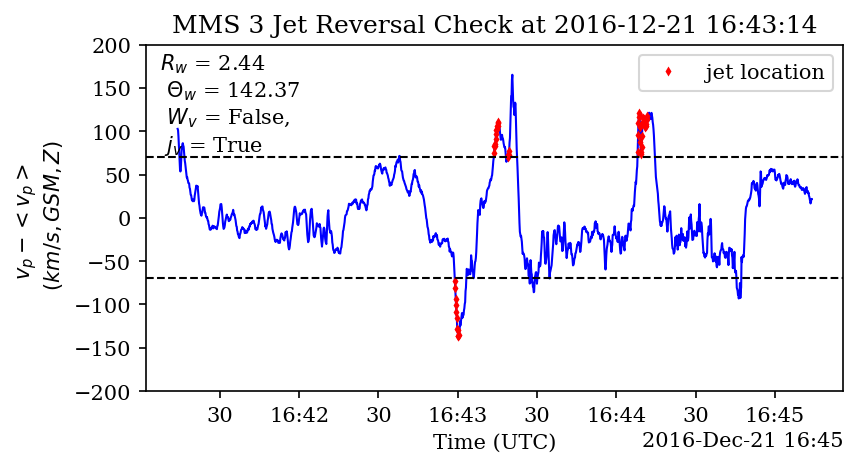 MMS 3 Jet Reversal Check at 2016-12-21 16:43:14
R_w = 2.44
Θ_w = 142.37
W_v = False,
j_v = True
jet location
v_p − <v_p>
(km/s, GSM, Z)
200
150
100
50
0
−50
−100
−150
−200
30 16:42 30 16:43 30 16:44 30 16:45
Time (UTC)
2016-Dec-21 16:45